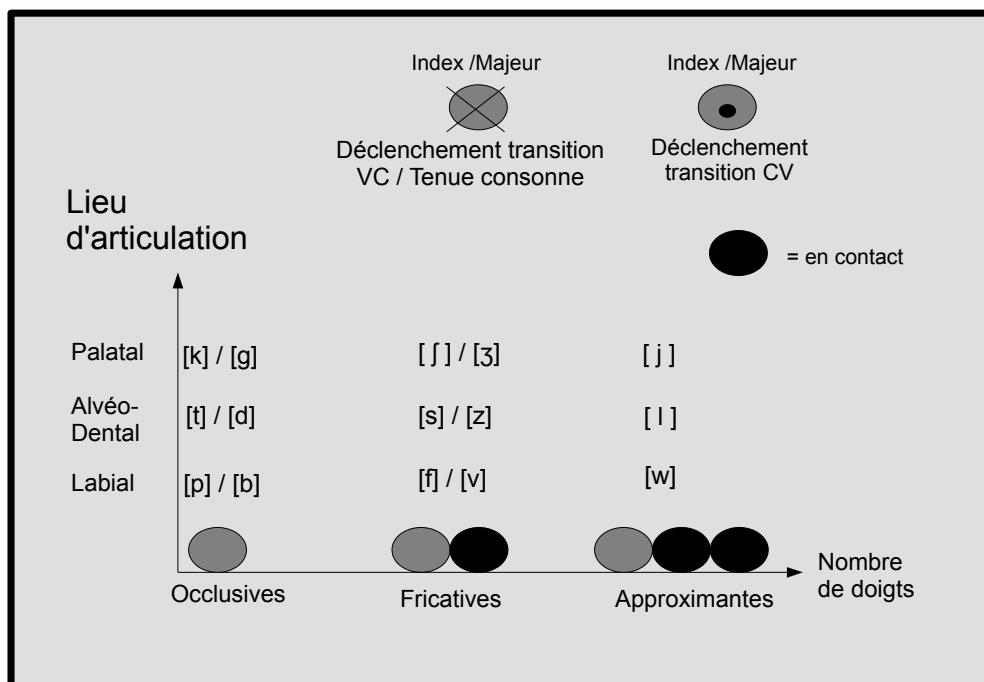 Index /Majeur
Déclenchement transition
VC / Tenue consonne
Index /Majeur
Déclenchement
transition CV
= en contact
Lieu
d'articulation
Palatal
[k] / [g]
[ ʃ ] / [ʒ]
[ j ]
Alvéo-
Dental
[t] / [d]
[s] / [z]
[ l ]
Labial
[p] / [b]
[f] / [v]
[w]
Occlusives
Fricatives
Approximantes
Nombre
de doigts